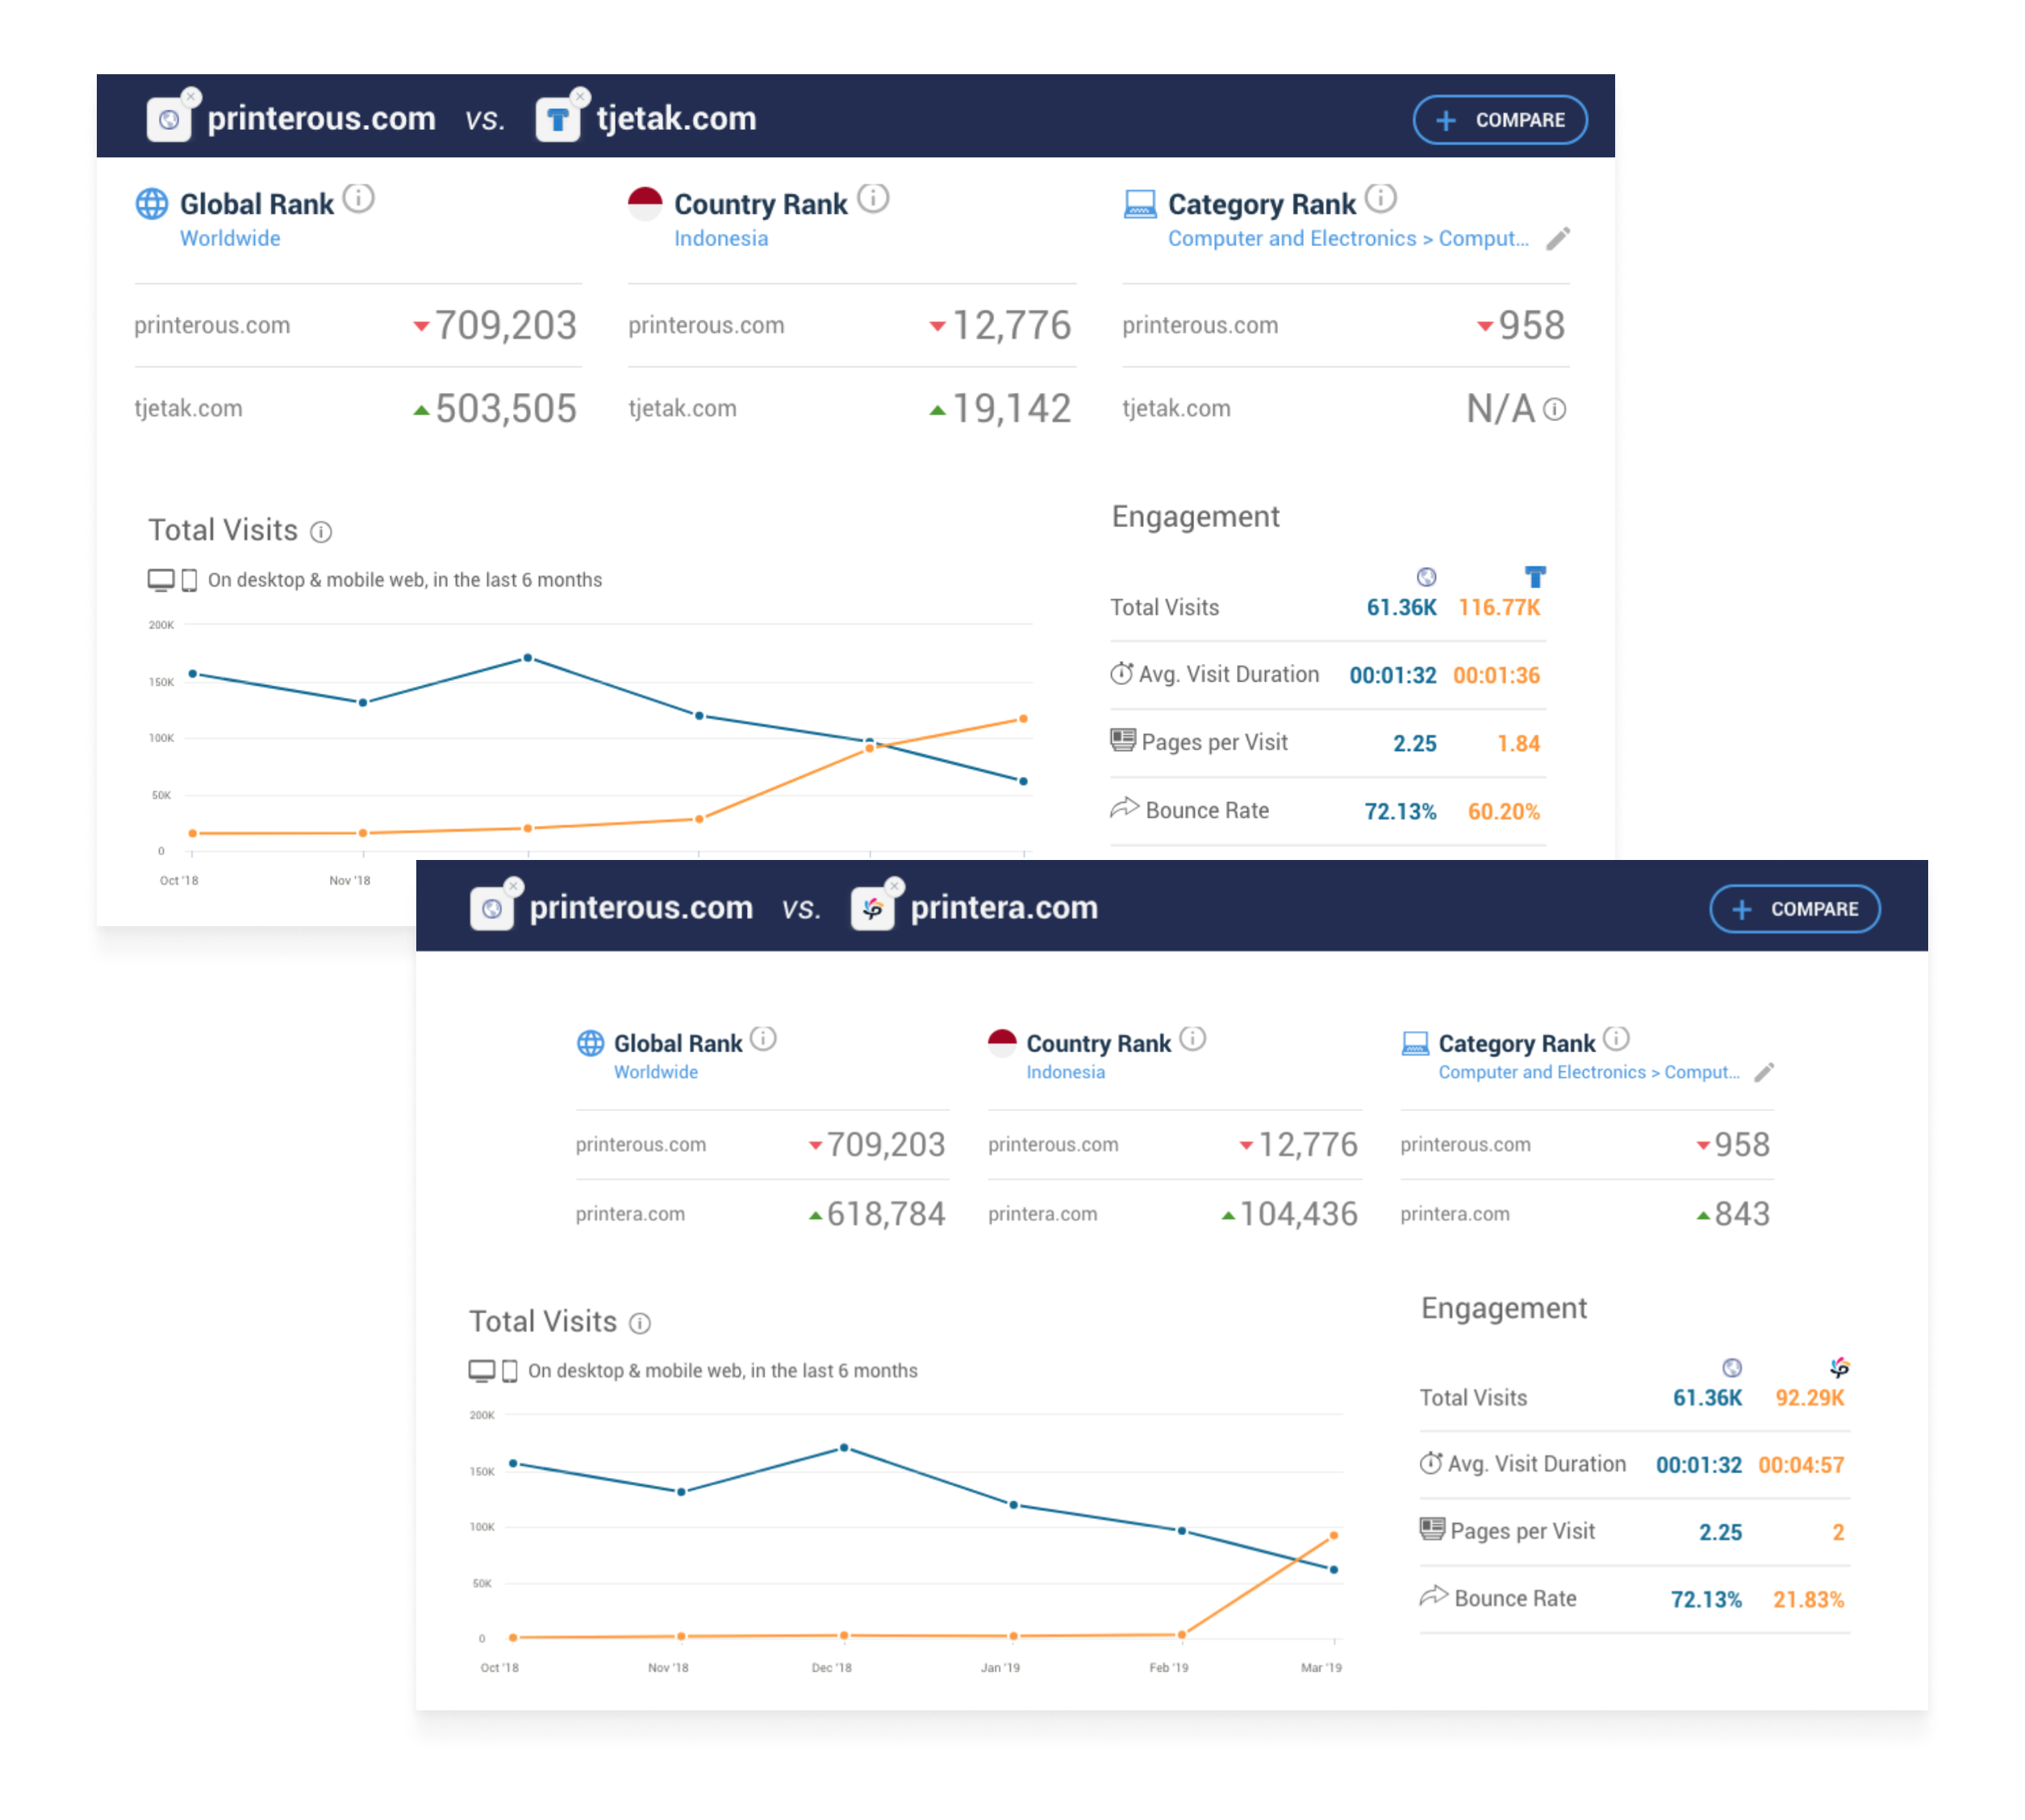 printerous.com vs. tjetak.com
+ COMPARE
Global Rank
Worldwide
printerous.com 709,203
tjetak.com 503,505
Country Rank
Indonesia
printerous.com 12,776
tjetak.com 19,142
Category Rank
Computer and Electronics > Comput...
printerous.com 958
tjetak.com N/A
Total Visits
On desktop & mobile web, in the last 6 months
200K
150K
100K
50K
0
Oct '18 Nov '18
Engagement
Total Visits 61.36K 116.77K
Avg. Visit Duration 00:01:32 00:01:36
Pages per Visit 2.25 1.84
Bounce Rate 72.13% 60.20%
printerous.com vs. printera.com
+ COMPARE
Global Rank
Worldwide
printerous.com 709,203
printera.com 618,784
Country Rank
Indonesia
printerous.com 12,776
printera.com 104,436
Category Rank
Computer and Electronics > Comput...
printerous.com 958
printera.com 843
Total Visits
On desktop & mobile web, in the last 6 months
200K
150K
100K
50K
0
Oct '18 Nov '18 Dec '18 Jan '19 Feb '19 Mar '19
Engagement
Total Visits 61.36K 92.29K
Avg. Visit Duration 00:01:32 00:04:57
Pages per Visit 2.25 2
Bounce Rate 72.13% 21.83%